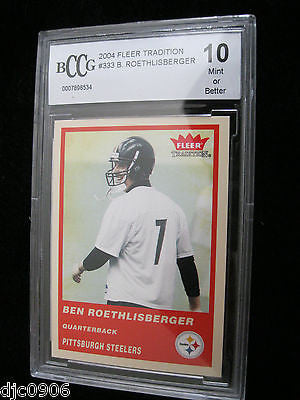 BCCG
2004 FLEER TRADITION
#333 B. ROETHLISBERGER
0007898534
10
Mint
or
Better
FLEER
TRADITION
7
BEN ROETHLISBERGER
QUARTERBACK
PITTSBURGH STEELERS
Steelers
djc0906